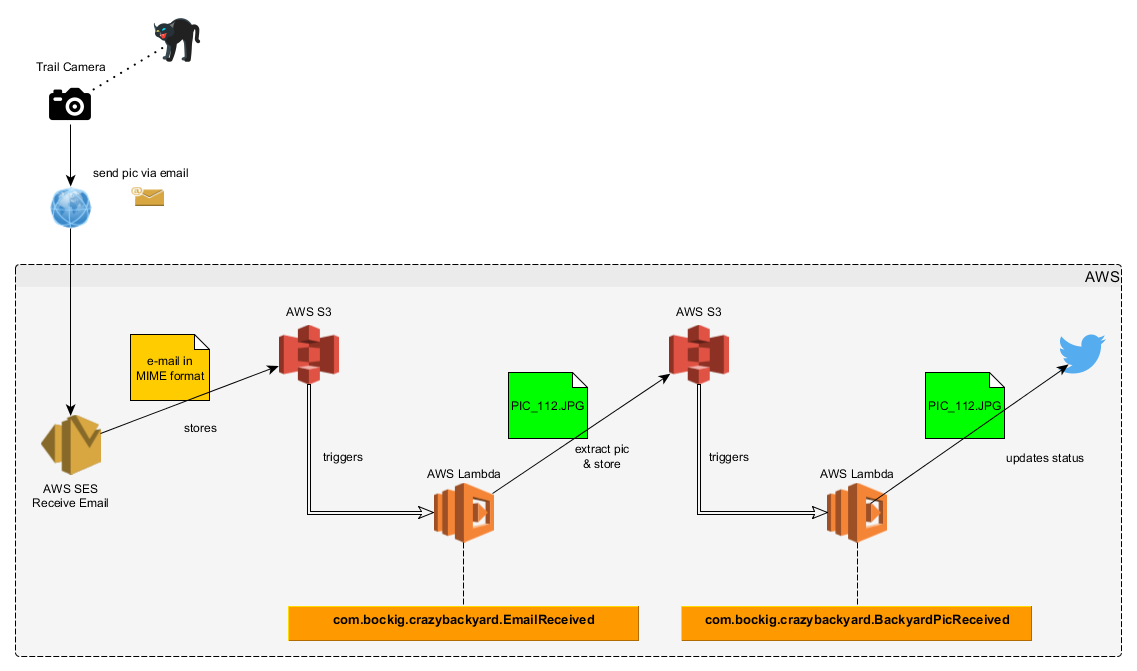 Trail Camera
send pic via email
AWS
AWS S3
AWS S3
e-mail in
MIME format
PIC_112.JPG
PIC_112.JPG
stores
extract pic
& store
triggers
triggers
updates status
AWS Lambda
AWS Lambda
AWS SES
Receive Email
com.bockig.crazybackyard.EmailReceived
com.bockig.crazybackyard.BackyardPicReceived